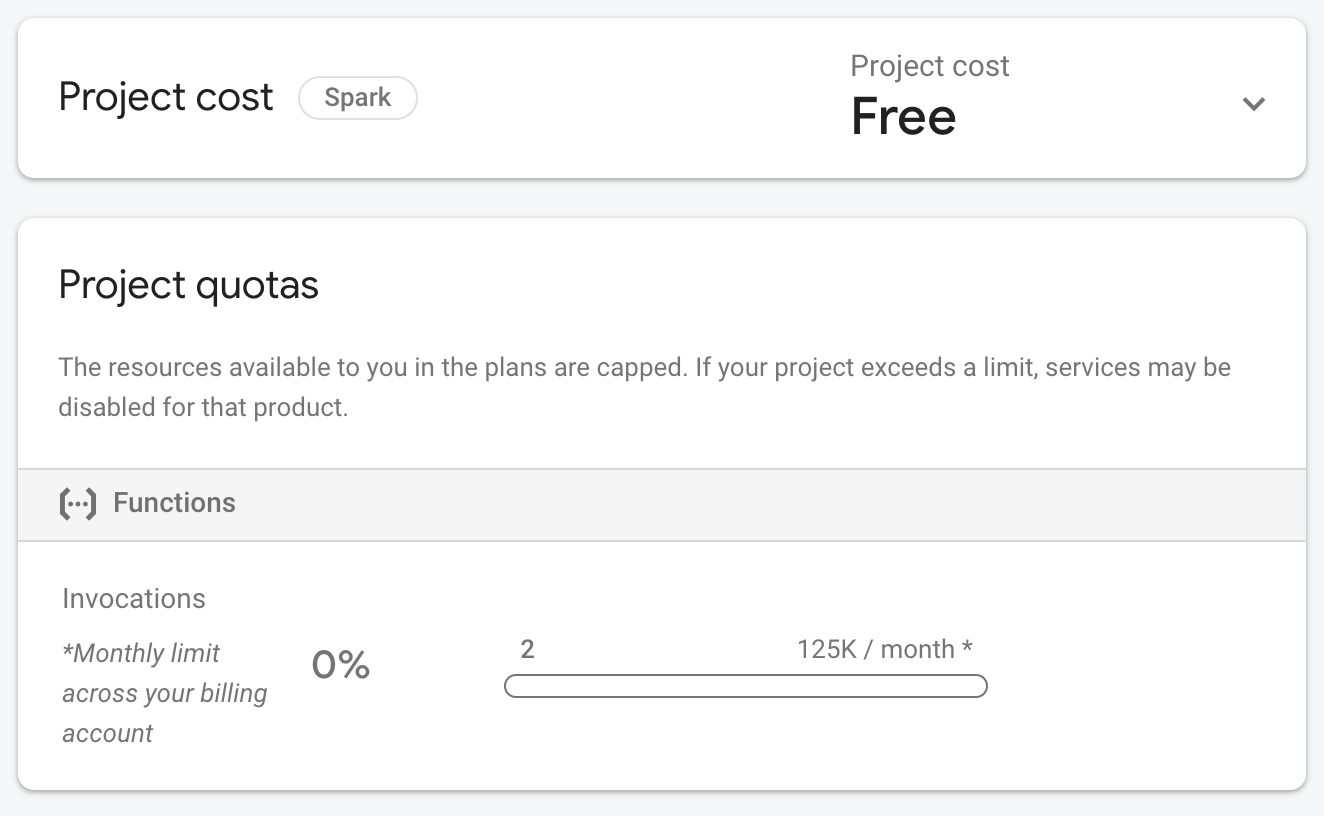 Project cost
Spark
Project cost
Free
Project quotas
The resources available to you in the plans are capped. If your project exceeds a limit, services may be
disabled for that product.
Functions
Invocations
*Monthly limit
across your billing
account
0%
2
125K / month *